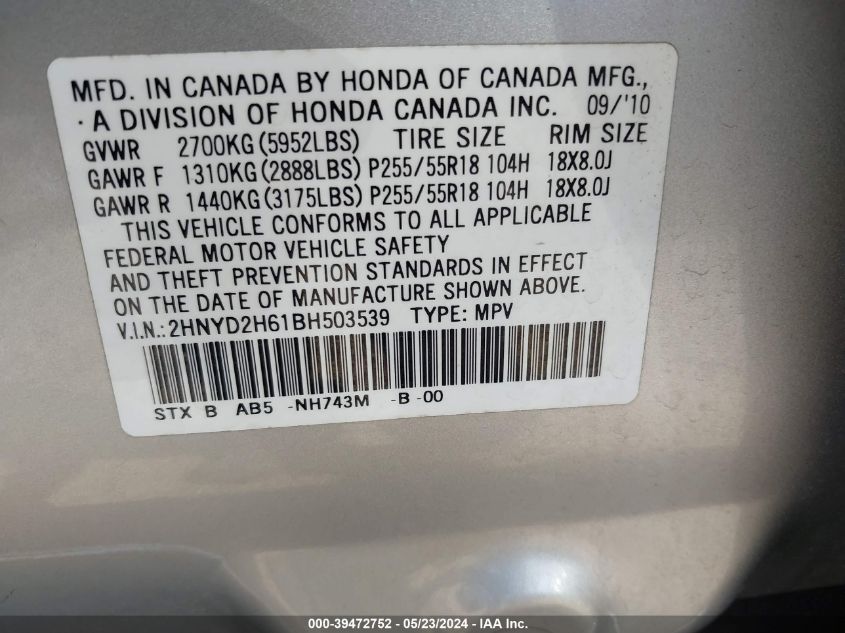 MFD. IN CANADA BY HONDA OF CANADA MFG.,
· A DIVISION OF HONDA CANADA INC. 09/'10
GVWR 2700KG (5952LBS) TIRE SIZE RIM SIZE
GAWR F 1310KG (2888LBS) P255/55R18 104H 18X8.0J
GAWR R 1440KG (3175LBS) P255/55R18 104H 18X8.0J
THIS VEHICLE CONFORMS TO ALL APPLICABLE
FEDERAL MOTOR VEHICLE SAFETY
AND THEFT PREVENTION STANDARDS IN EFFECT
ON THE DATE OF MANUFACTURE SHOWN ABOVE.
V.I.N.: 2HNYD2H61BH503539 TYPE: MPV
STX B AB5 -NH743M -B -00
000-39472752 - 05/23/2024 - IAA Inc.